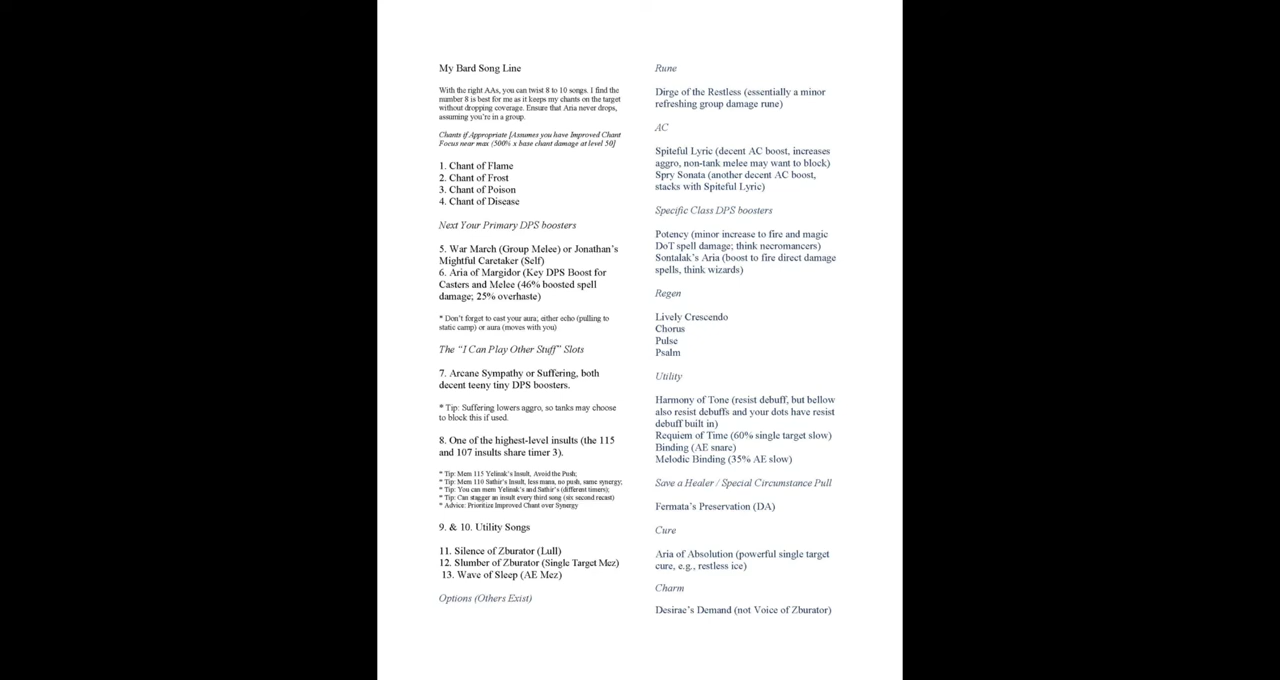 My Bard Song Line
With the right AAs, you can twist 8 to 10 songs. I find the
number 8 is best for me as it keeps my chants on the target
without dropping coverage. Ensure that Aria never drops,
assuming you're in a group.
Chants if Appropriate [Assumes you have Improved Chant
Focus near max (500% x base chant damage at level 50]
1. Chant of Flame
2. Chant of Frost
3. Chant of Poison
4. Chant of Disease
Next Your Primary DPS boosters
5. War March (Group Melee) or Jonathan's
Mightful Caretaker (Self)
6. Aria of Margidor (Key DPS Boost for
Casters and Melee (46% boosted spell
damage; 25% overhaste)
* Don't forget to cast your aura; either echo (pulling to
static camp) or aura (moves with you)
The "I Can Play Other Stuff" Slots
7. Arcane Sympathy or Suffering, both
decent teeny tiny DPS boosters.
* Tip: Suffering lowers aggro, so tanks may choose
to block this if used.
8. One of the highest-level insults (the 115
and 107 insults share timer 3).
* Tip: Mem 115 Yelinak's Insult, Avoid the Push;
* Tip: Mem 110 Sathir's Insult, less mana, no push, same synergy;
* Tip: You can mem Yelinak's and Sathir's (different timers);
* Tip: Can stagger an insult every third song (six second recast)
* Advice: Prioritize Improved Chant over Synergy
9. & 10. Utility Songs
11. Silence of Zburator (Lull)
12. Slumber of Zburator (Single Target Mez)
13. Wave of Sleep (AE Mez)
Options (Others Exist)
Rune
Dirge of the Restless (essentially a minor
refreshing group damage rune)
AC
Spiteful Lyric (decent AC boost, increases
aggro, non-tank melee may want to block)
Spry Sonata (another decent AC boost,
stacks with Spiteful Lyric)
Specific Class DPS boosters
Potency (minor increase to fire and magic
DoT spell damage; think necromancers)
Sontalak's Aria (boost to fire direct damage
spells, think wizards)
Regen
Lively Crescendo
Chorus
Pulse
Psalm
Utility
Harmony of Tone (resist debuff, but bellow
also resist debuffs and your dots have resist
debuff built in)
Requiem of Time (60% single target slow)
Binding (AE snare)
Melodic Binding (35% AE slow)
Save a Healer / Special Circumstance Pull
Fermata's Preservation (DA)
Cure
Aria of Absolution (powerful single target
cure, e.g., restless ice)
Charm
Desirae's Demand (not Voice of Zburator)